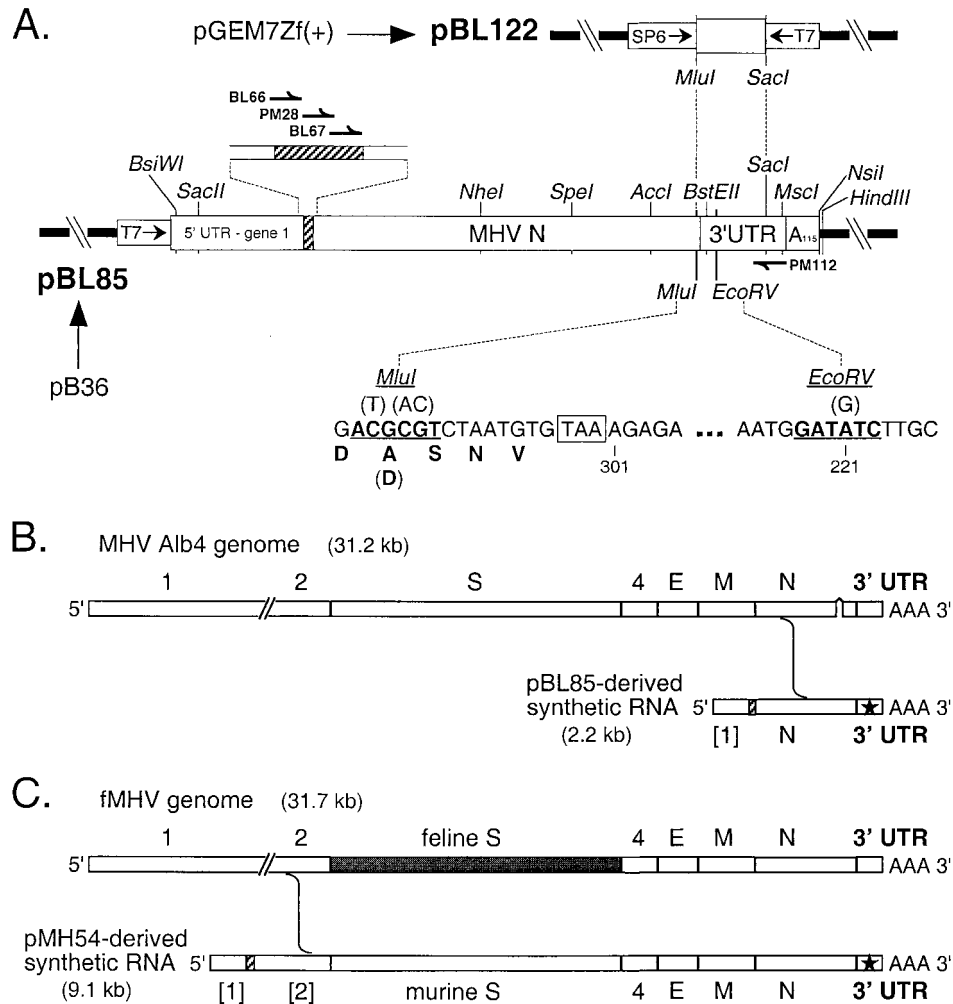 A.
pGEM7Zf(+) pBL122
SP6 T7
MluI SacI
BL66
PM28
BL67
BsiWI
SacII
NheI SpeI AccI BstEII SacI MscI NsiI
HindIII
T7 5' UTR - gene 1 MHV N 3'UTR A115
PM112
pBL85
MluI EcoRV
pB36
MluI EcoRV
(T) (AC) (G)
GACGCGTCTAATGTG TAA AGAGA ... AATGGATATCTTGC
D A S N V
(D)
301 221
B.
MHV Alb4 genome (31.2 kb)
1 2 S 4 E M N 3' UTR
5' AAA 3'
pBL85-derived
synthetic RNA
5' AAA 3'
(2.2 kb) [1] N 3' UTR
C.
fMHV genome (31.7 kb)
1 2 feline S 4 E M N 3' UTR
5' AAA 3'
pMH54-derived
synthetic RNA
5' AAA 3'
(9.1 kb) [1] [2] murine S 4 E M N 3' UTR